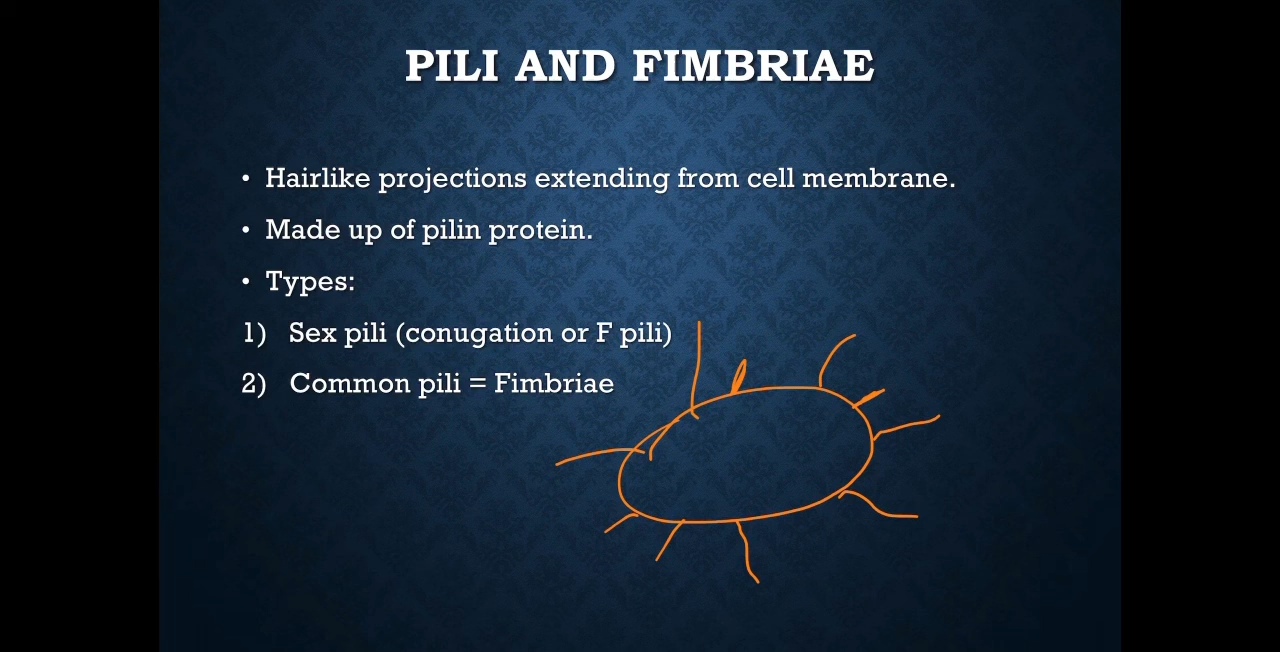 PILI AND FIMBRIAE
• Hairlike projections extending from cell membrane.
• Made up of pilin protein.
• Types:
1) Sex pili (conugation or F pili)
2) Common pili = Fimbriae